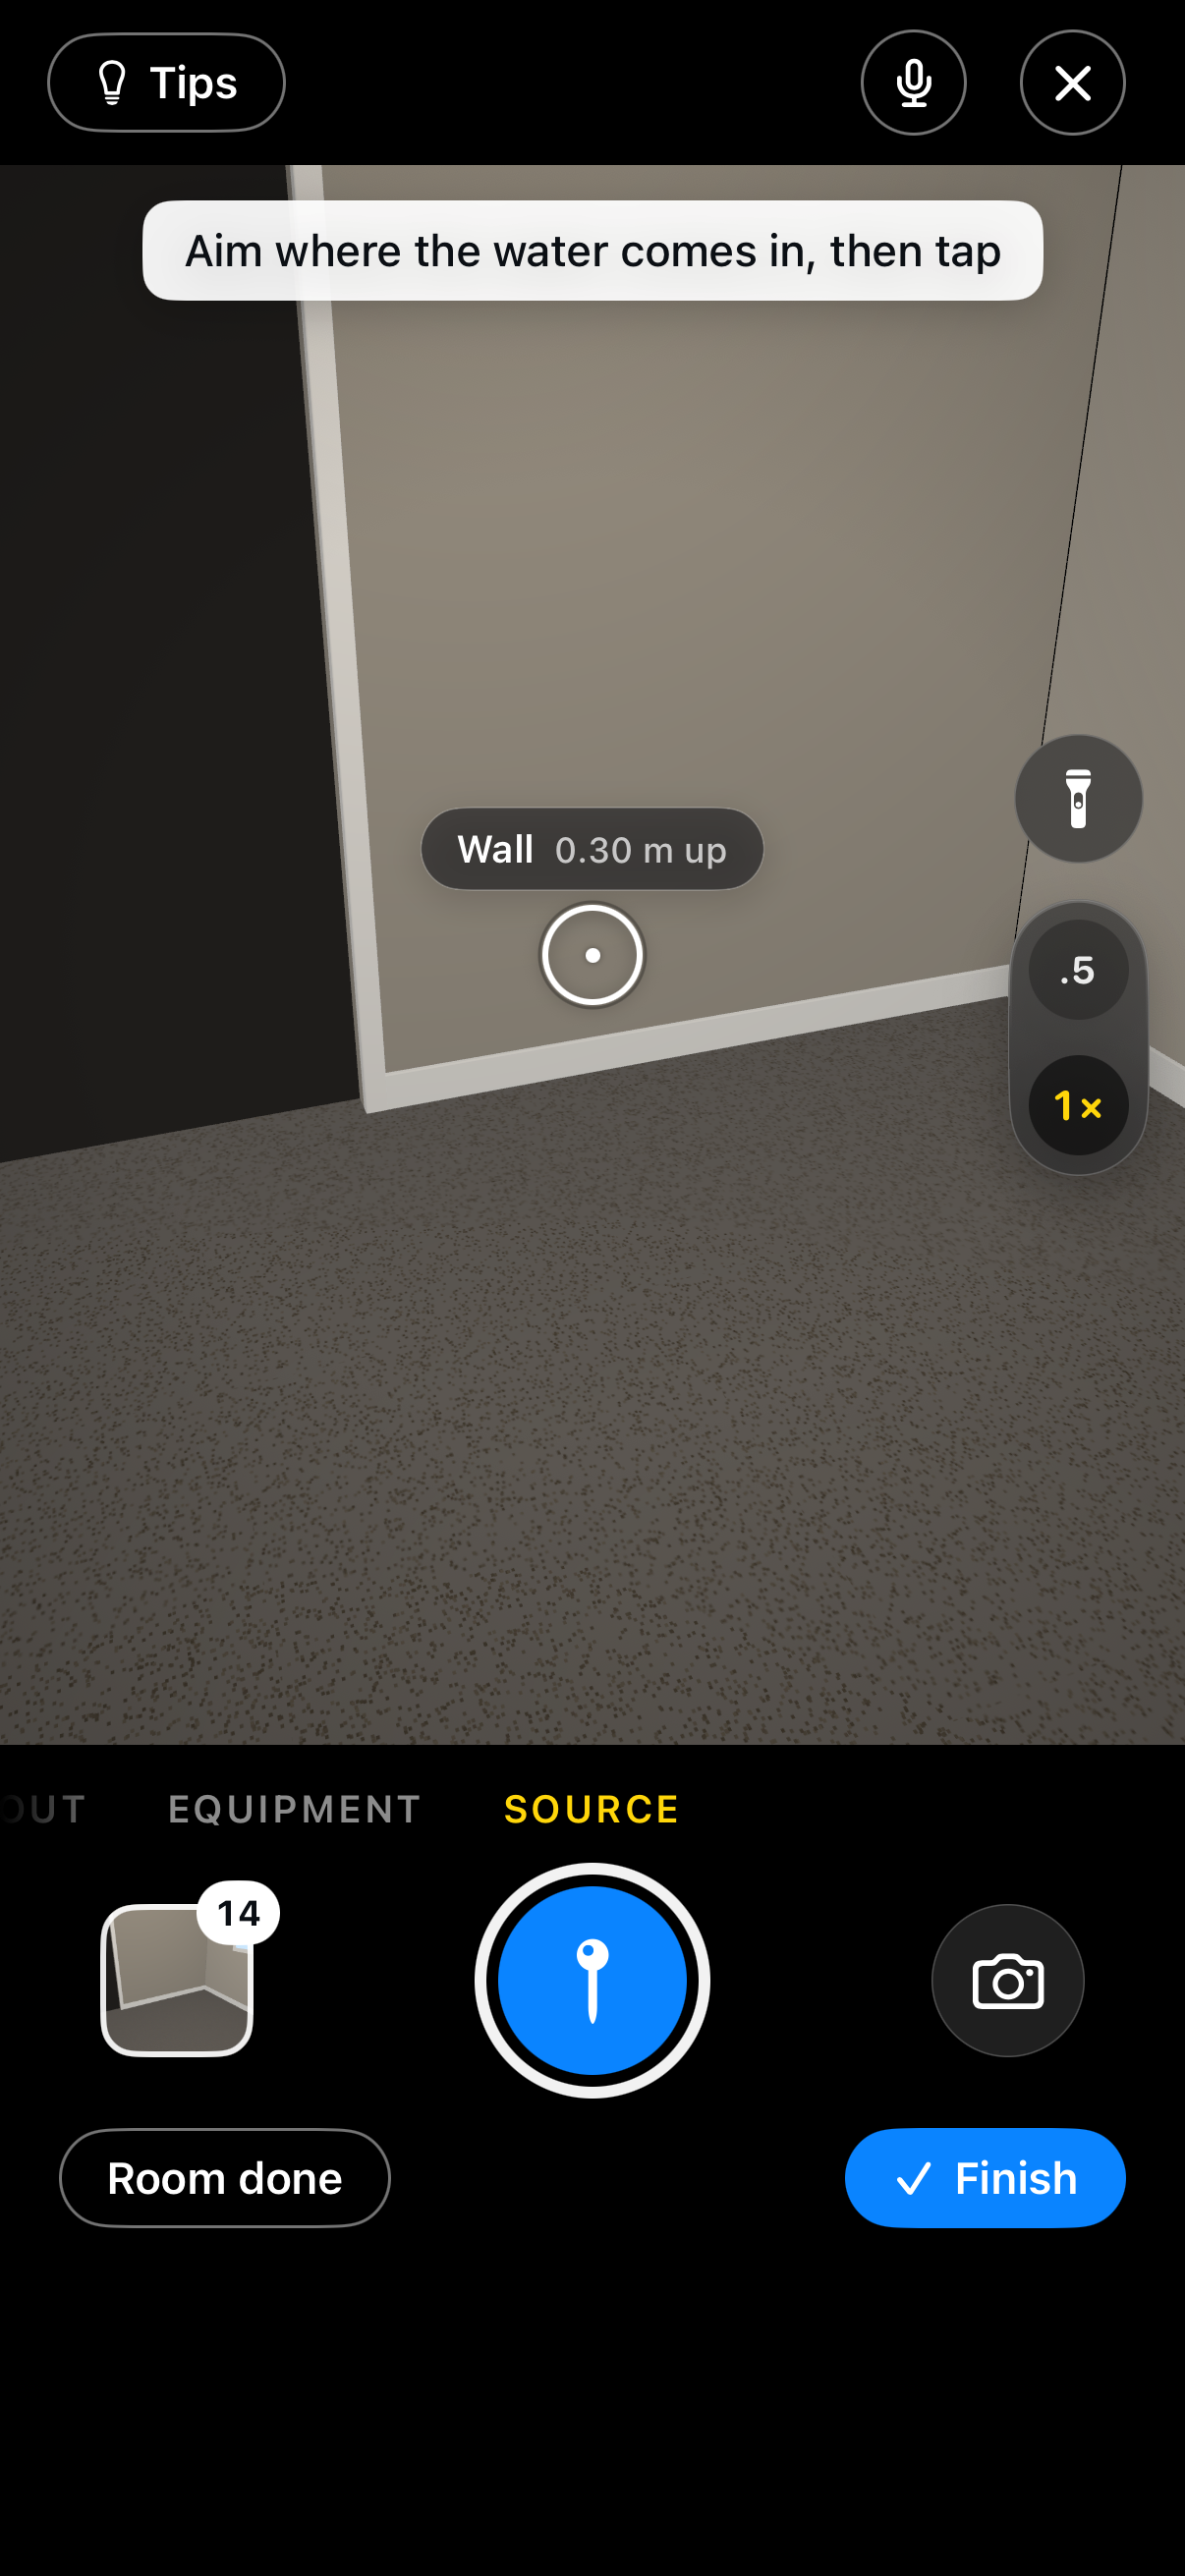 Tips
Aim where the water comes in, then tap
Wall 0.30 m up
.5
1×
OUT EQUIPMENT SOURCE
14
Room done
Finish